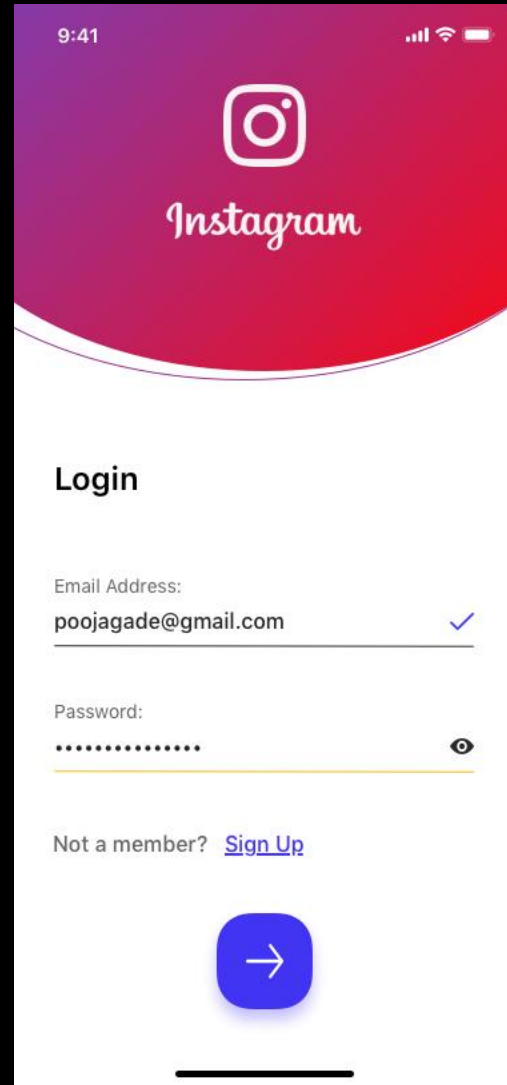 9:41
Instagram
Login
Email Address:
poojagade@gmail.com
Password:
•••••••••••••••
Not a member? Sign Up